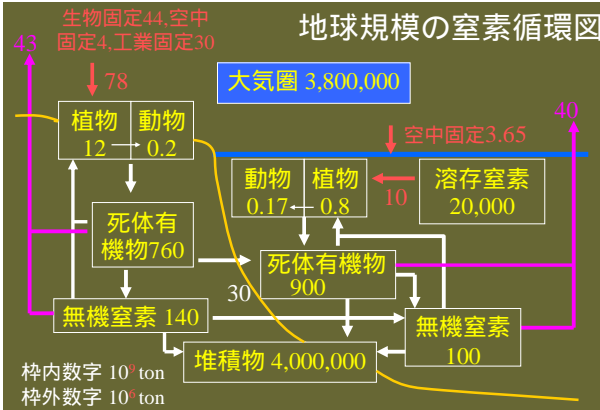 地球規模の窒素循環図
生物固定44,空中
固定4,工業固定30
43
78
大気圏 3,800,000
40
植物
12
動物
0.2
空中固定3.65
動物
0.17
植物
0.8
10
溶存窒素
20,000
死体有
機物760
死体有機物
900
30
無機窒素 140
無機窒素
100
堆積物 4,000,000
枠内数字 10⁹ ton
枠外数字 10⁶ ton